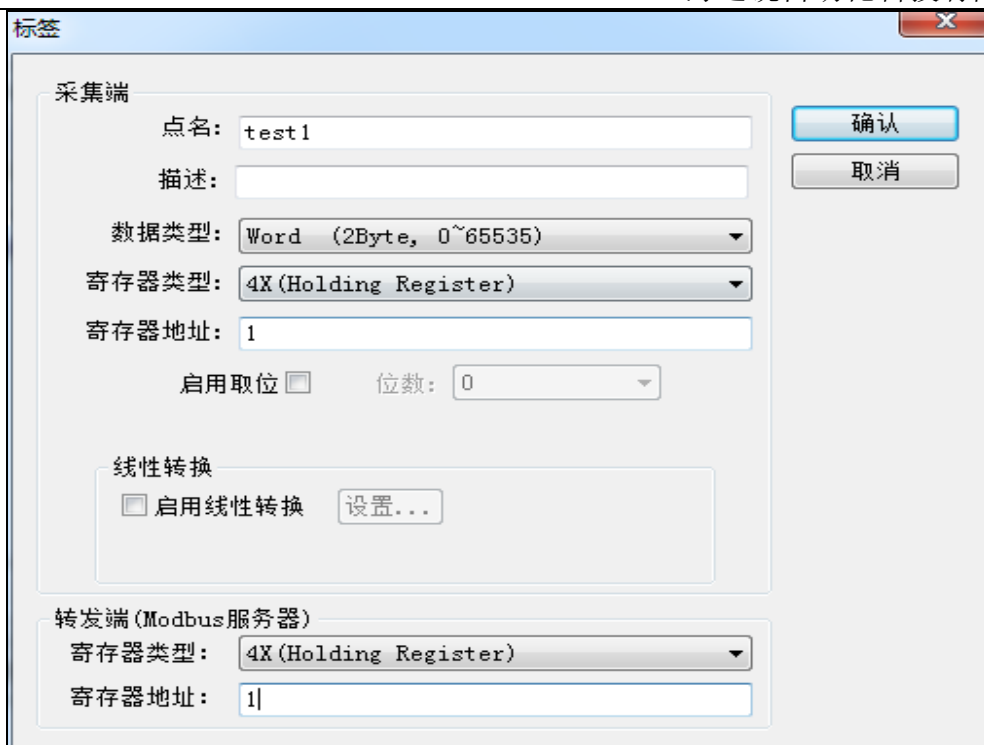 标签
采集端
点名: test1
确认
描述:
取消
数据类型: Word (2Byte, 0~65535)
寄存器类型: 4X(Holding Register)
寄存器地址: 1
启用取位 位数: 0
线性转换
启用线性转换 设置...
转发端(Modbus服务器)
寄存器类型: 4X(Holding Register)
寄存器地址: 1